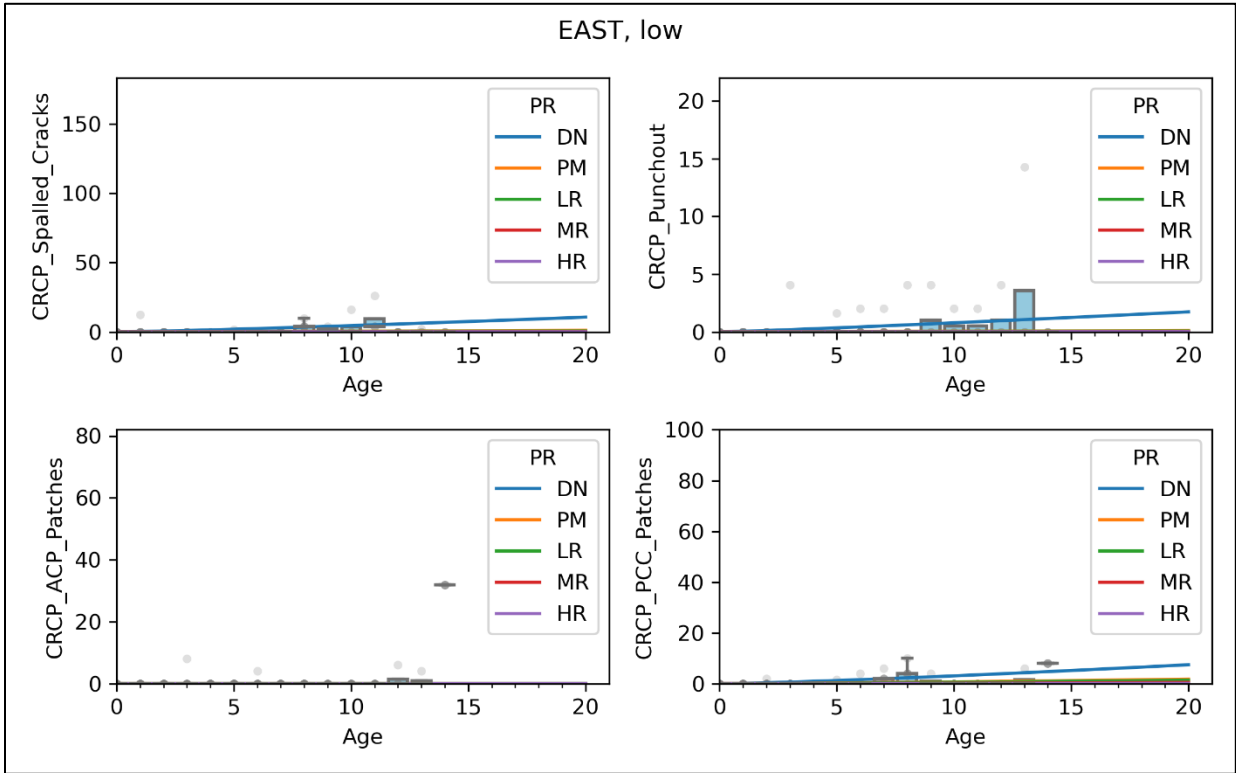 EAST, low
CRCP_Spalled_Cracks
150
100
50
0
0 5 10 15 20
Age
PR
DN
PM
LR
MR
HR
CRCP_Punchout
20
15
10
5
0
0 5 10 15 20
Age
PR
DN
PM
LR
MR
HR
CRCP_ACP_Patches
80
60
40
20
0
0 5 10 15 20
Age
PR
DN
PM
LR
MR
HR
CRCP_PCC_Patches
100
80
60
40
20
0
0 5 10 15 20
Age
PR
DN
PM
LR
MR
HR